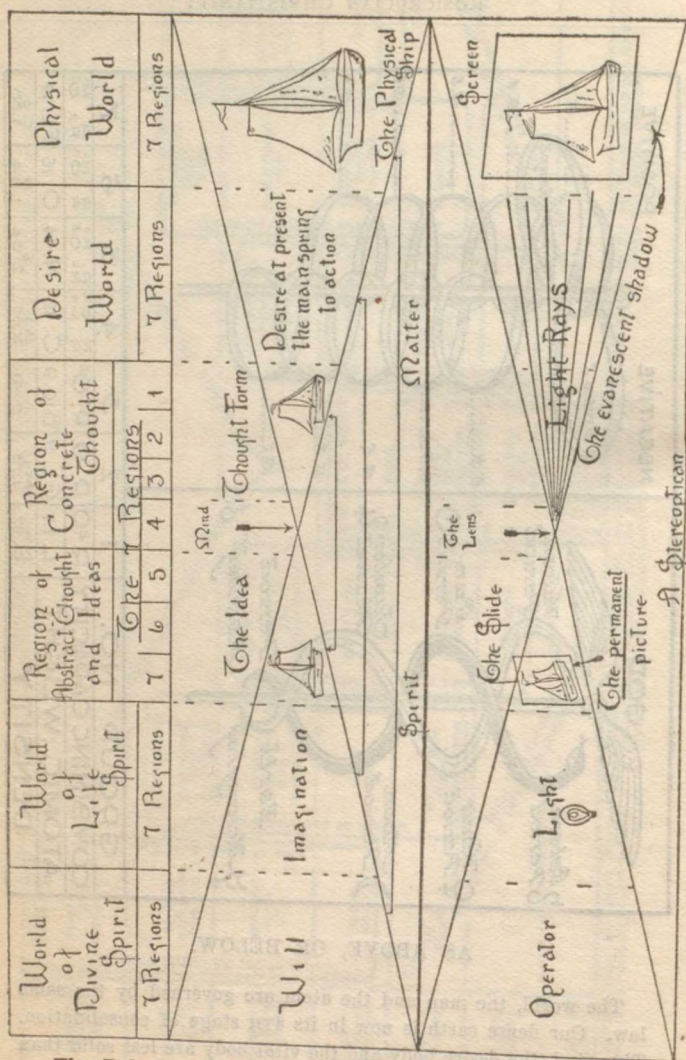 World
of
Divine
Spirit
7 Regions
World
of
Life
Spirit
7 Regions
Region of
Abstract Thought
and Ideas
Region of
Concrete
Thought
The 7 Regions
7
6
5
4
3
2
1
Desire
World
7 Regions
Physical
World
7 Regions
Will
Imagination
The Idea
Mind
Thought Form
Desire at present
the mainspring
to action
The Physical
Ship
Spirit
Matter
Operator
Light
The Slide
The permanent
picture
The
Lens
Light Rays
The evanescent shadow
Screen
A Stereoptican
AS ABOVE, SO BELOW.